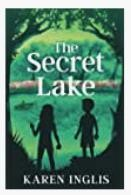 The
Secret
Lake
KAREN INGLIS